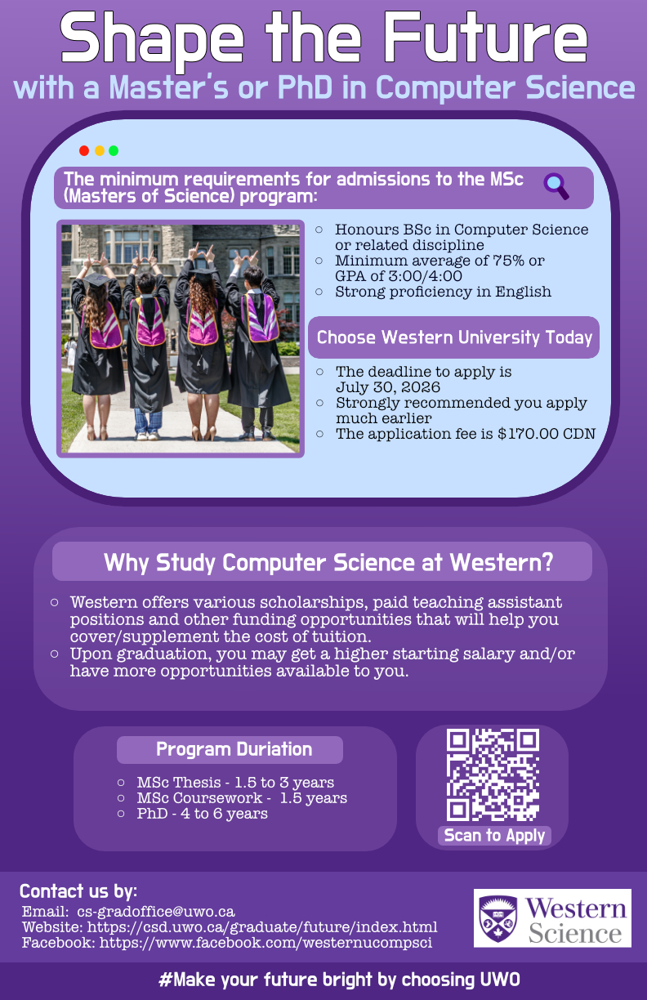 Shape the Future
with a Master's or PhD in Computer Science
The minimum requirements for admissions to the MSc
(Masters of Science) program:
○ Honours BSc in Computer Science
or related discipline
○ Minimum average of 75% or
GPA of 3:00/4:00
○ Strong proficiency in English
Choose Western University Today
○ The deadline to apply is
July 30, 2026
○ Strongly recommended you apply
much earlier
○ The application fee is $170.00 CDN
Why Study Computer Science at Western?
○ Western offers various scholarships, paid teaching assistant
positions and other funding opportunities that will help you
cover/supplement the cost of tuition.
○ Upon graduation, you may get a higher starting salary and/or
have more opportunities available to you.
Program Duriation
○ MSc Thesis - 1.5 to 3 years
○ MSc Coursework - 1.5 years
○ PhD - 4 to 6 years
Scan to Apply
Contact us by:
Email: cs-gradoffice@uwo.ca
Website: https://csd.uwo.ca/graduate/future/index.html
Facebook: https://www.facebook.com/westernucompsci
Western
Science
#Make your future bright by choosing UWO